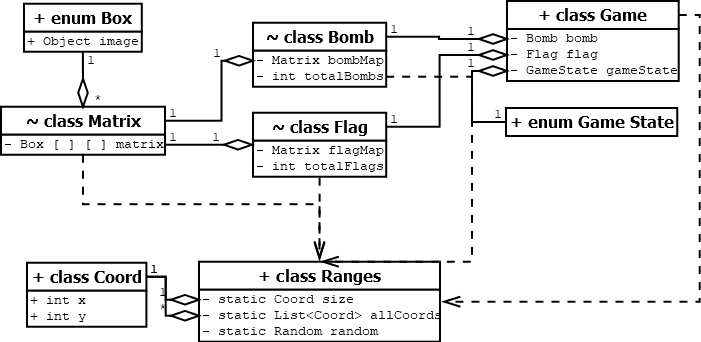 + enum Box
+ Object image
1
*
~ class Matrix
- Box [ ] [ ] matrix
1
1
1
1
~ class Bomb
- Matrix bombMap
- int totalBombs
1
~ class Flag
- Matrix flagMap
- int totalFlags
1
+ class Game
- Bomb bomb
- Flag flag
- GameState gameState
1
1
1
1
+ enum Game State
+ class Coord
+ int x
+ int y
1
1
*
+ class Ranges
- static Coord size
- static List<Coord> allCoords
- static Random random